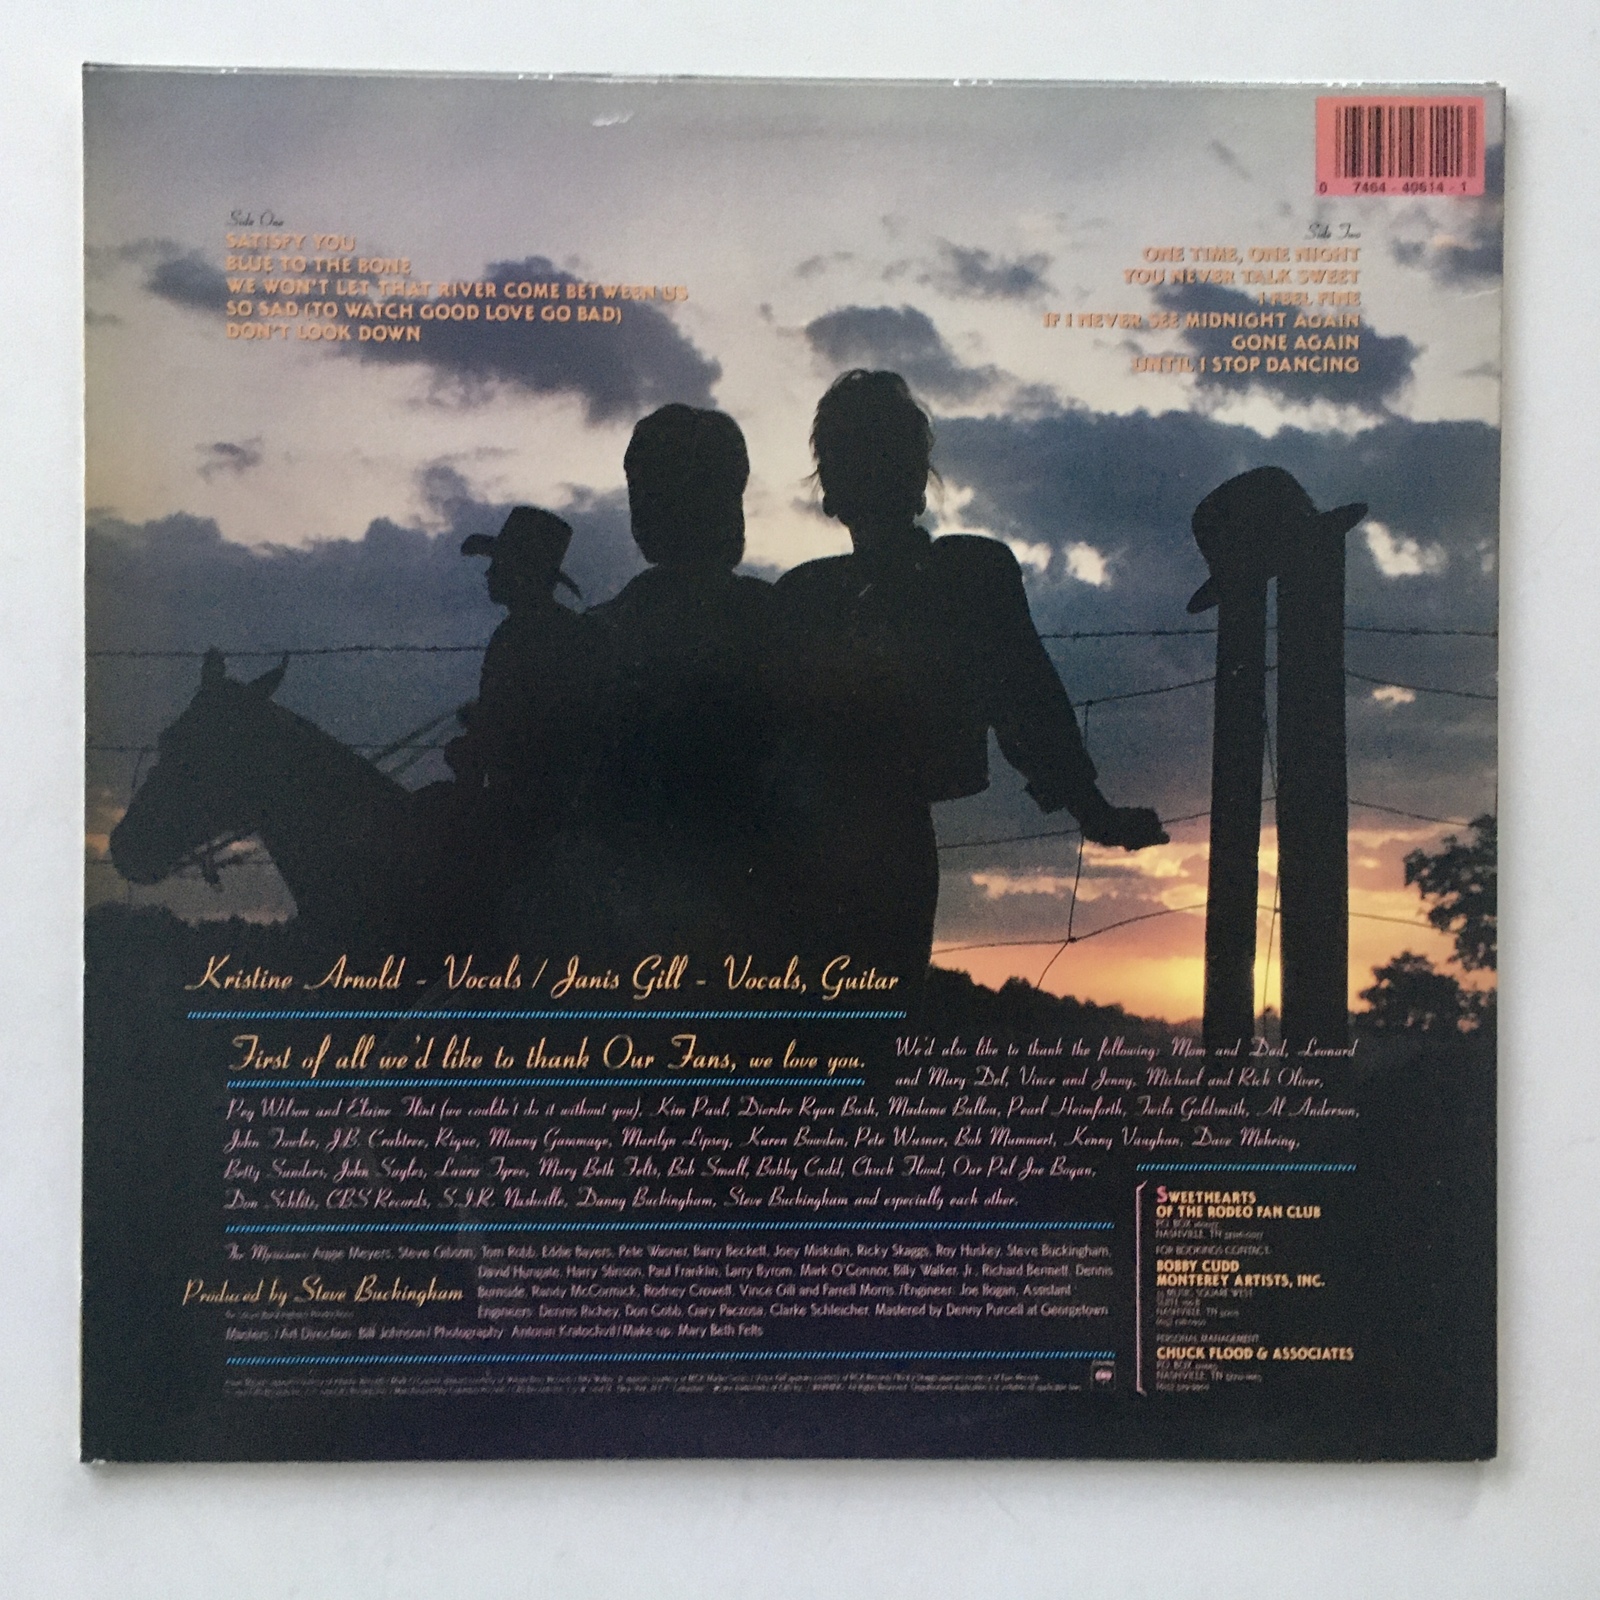 0 7464-40614-1
Side One
SATISFY YOU
BLUE TO THE BONE
WE WON'T LET THAT RIVER COME BETWEEN US
SO SAD (TO WATCH GOOD LOVE GO BAD)
DON'T LOOK DOWN
Side Two
ONE TIME, ONE NIGHT
YOU NEVER TALK SWEET
I FEEL FINE
IF I NEVER SEE MIDNIGHT AGAIN
GONE AGAIN
UNTIL I STOP DANCING
Kristine Arnold - Vocals / Janis Gill - Vocals, Guitar
First of all we'd like to thank Our Fans, we love you.
We'd also like to thank the following: Mom and Dad, Leonard
and Mary Del, Vince and Jenny, Michael and Rick Oliver,
Peg Wilson and Elaine Flint (we couldn't do it without you), Kim Paul, Dierdre Ryan Bush, Madame Ballou, Pearl Heimforth, Twila Goldsmith, Al Anderson,
John Towler, J.B. Crabtree, Rique, Manny Gammage, Marilyn Lipsey, Karen Bowden, Pete Wasner, Bob Mummert, Kenny Vaughan, Dave Mehring,
Betty Sanders, John Sayles, Laura Tyree, Mary Beth Felts, Bob Small, Bobby Cudd, Chuck Flood, Our Pal Joe Bogan,
Don Schlitz, CBS Records, S.I.R. Nashville, Danny Buckingham, Steve Buckingham and especially each other.
The Musicians: Augie Meyers, Steve Gibson, Tom Robb, Eddie Bayers, Pete Wasner, Barry Beckett, Joey Miskulin, Ricky Skaggs, Roy Huskey, Steve Buckingham,
David Hungate, Harry Stinson, Paul Franklin, Larry Byrom, Mark O'Connor, Billy Walker, Jr., Richard Bennett, Dennis
Produced by Steve Buckingham
Burnside, Randy McCormick, Rodney Crowell, Vince Gill and Farrell Morris / Engineer: Joe Bogan, Assistant
Engineers: Dennis Richey, Don Cobb, Gary Paczosa, Clarke Schleicher, Mastered by Denny Purcell at Georgetown
Masters / Art Direction: Bill Johnson / Photography: Antonin Kratochvil / Make-up: Mary Beth Felts
SWEETHEARTS
OF THE RODEO FAN CLUB
P.O. BOX
NASHVILLE, TN
FOR BOOKINGS CONTACT:
BOBBY CUDD
MONTEREY ARTISTS, INC.
MUSIC SQUARE WEST
SUITE
NASHVILLE, TN
PERSONAL MANAGEMENT:
CHUCK FLOOD & ASSOCIATES
P.O. BOX
NASHVILLE, TN